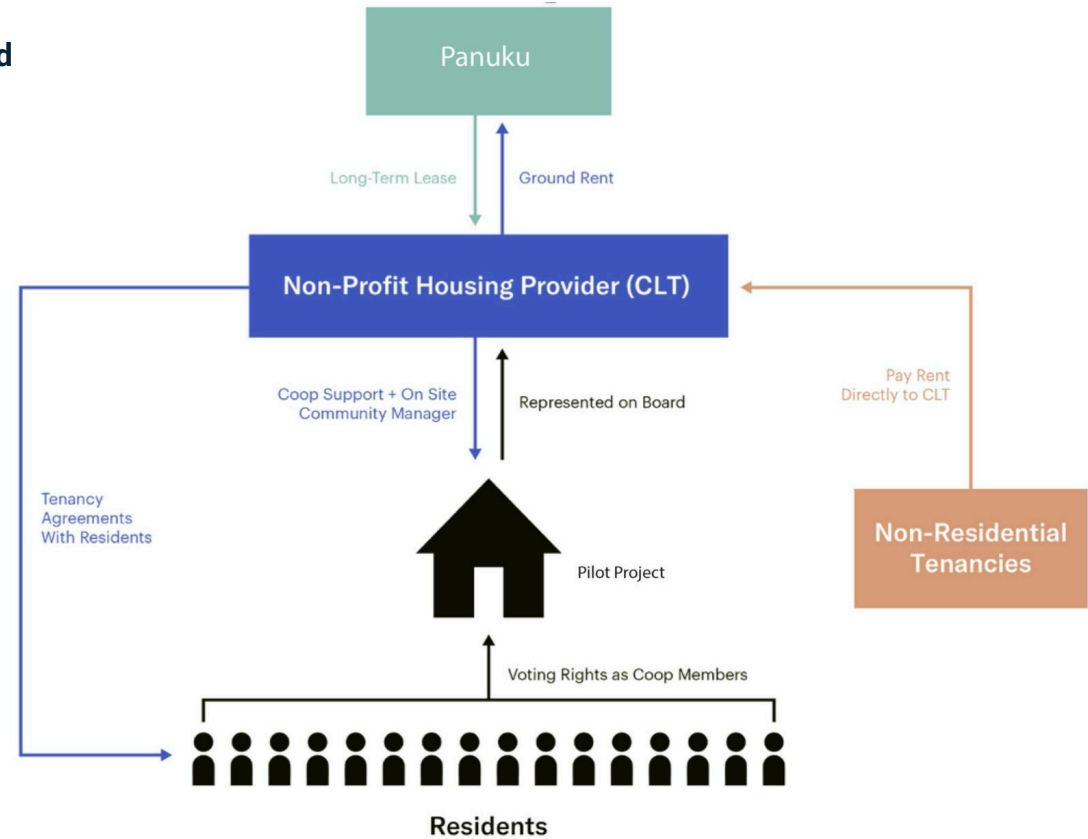 d
Panuku
Long-Term Lease
Ground Rent
Non-Profit Housing Provider (CLT)
Coop Support + On Site
Community Manager
Represented on Board
Pay Rent
Directly to CLT
Tenancy
Agreements
With Residents
Non-Residential
Tenancies
Pilot Project
Voting Rights as Coop Members
Residents